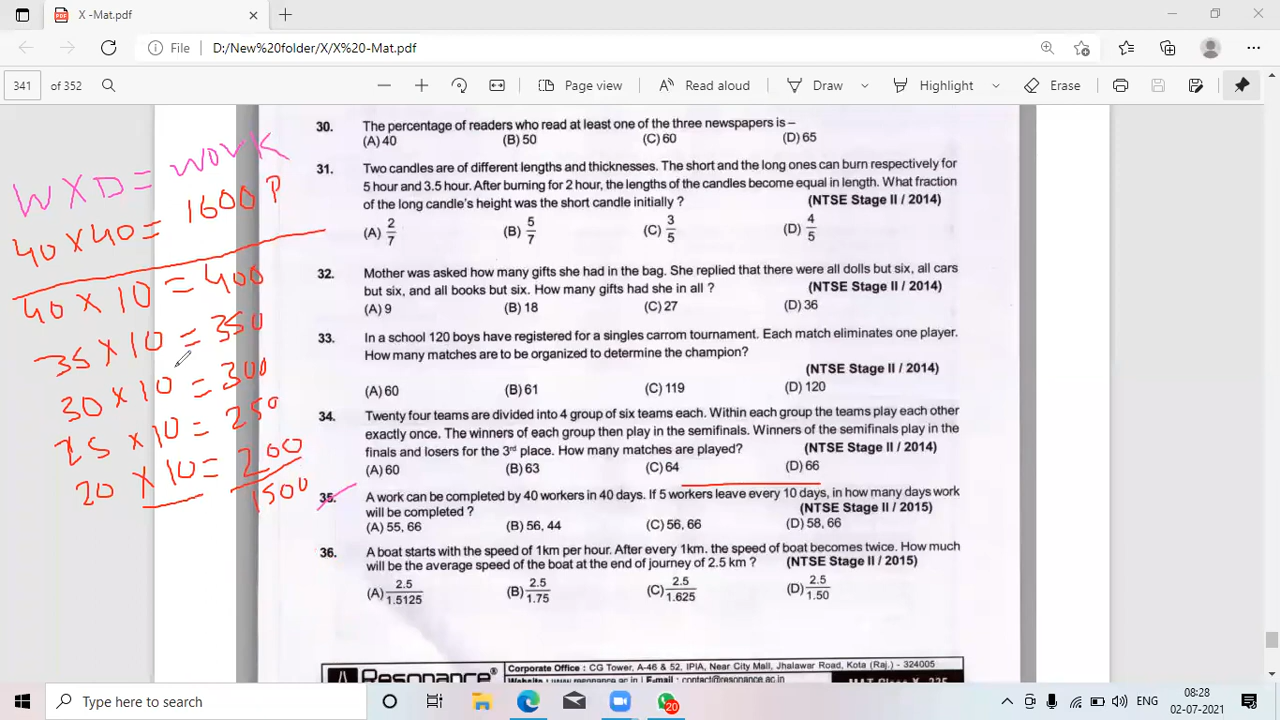 X -Mat.pdf
File D:/New%20folder/X/X%20-Mat.pdf
341 of 352 Page view Read aloud Draw Highlight Erase
W X D = WORK
40 X 40 = 1600 P
40 X 10 = 400
35 X 10 = 350
30 X 10 = 300
25 X 10 = 250
20 X 10 = 200
1500
30. The percentage of readers who read at least one of the three newspapers is –
(A) 40 (B) 50 (C) 60 (D) 65
31. Two candles are of different lengths and thicknesses. The short and the long ones can burn respectively for
5 hour and 3.5 hour. After burning for 2 hour, the lengths of the candles become equal in length. What fraction
of the long candle's height was the short candle initially ? (NTSE Stage II / 2014)
(A) 2/7 (B) 5/7 (C) 3/5 (D) 4/5
32. Mother was asked how many gifts she had in the bag. She replied that there were all dolls but six, all cars
but six, and all books but six. How many gifts had she in all ? (NTSE Stage II / 2014)
(A) 9 (B) 18 (C) 27 (D) 36
33. In a school 120 boys have registered for a singles carrom tournament. Each match eliminates one player.
How many matches are to be organized to determine the champion?
(NTSE Stage II / 2014)
(A) 60 (B) 61 (C) 119 (D) 120
34. Twenty four teams are divided into 4 group of six teams each. Within each group the teams play each other
exactly once. The winners of each group then play in the semifinals. Winners of the semifinals play in the
finals and losers for the 3rd place. How many matches are played? (NTSE Stage II / 2014)
(A) 60 (B) 63 (C) 64 (D) 66
35. A work can be completed by 40 workers in 40 days. If 5 workers leave every 10 days, in how many days work
will be completed ? (NTSE Stage II / 2015)
(A) 55, 66 (B) 56, 44 (C) 56, 66 (D) 58, 66
36. A boat starts with the speed of 1km per hour. After every 1km. the speed of boat becomes twice. How much
will be the average speed of the boat at the end of journey of 2.5 km ? (NTSE Stage II / 2015)
(A) 2.5/1.5125 (B) 2.5/1.75 (C) 2.5/1.625 (D) 2.5/1.50
Resonance ® Corporate Office : CG Tower, A-46 & 52, IPIA, Near City Mall, Jhalawar Road, Kota (Raj.) - 324005
Website : www.resonance.ac.in | E-mail : contact@resonance.ac.in MAT Class X - 335
Type here to search
20
ENG
08:28
02-07-2021